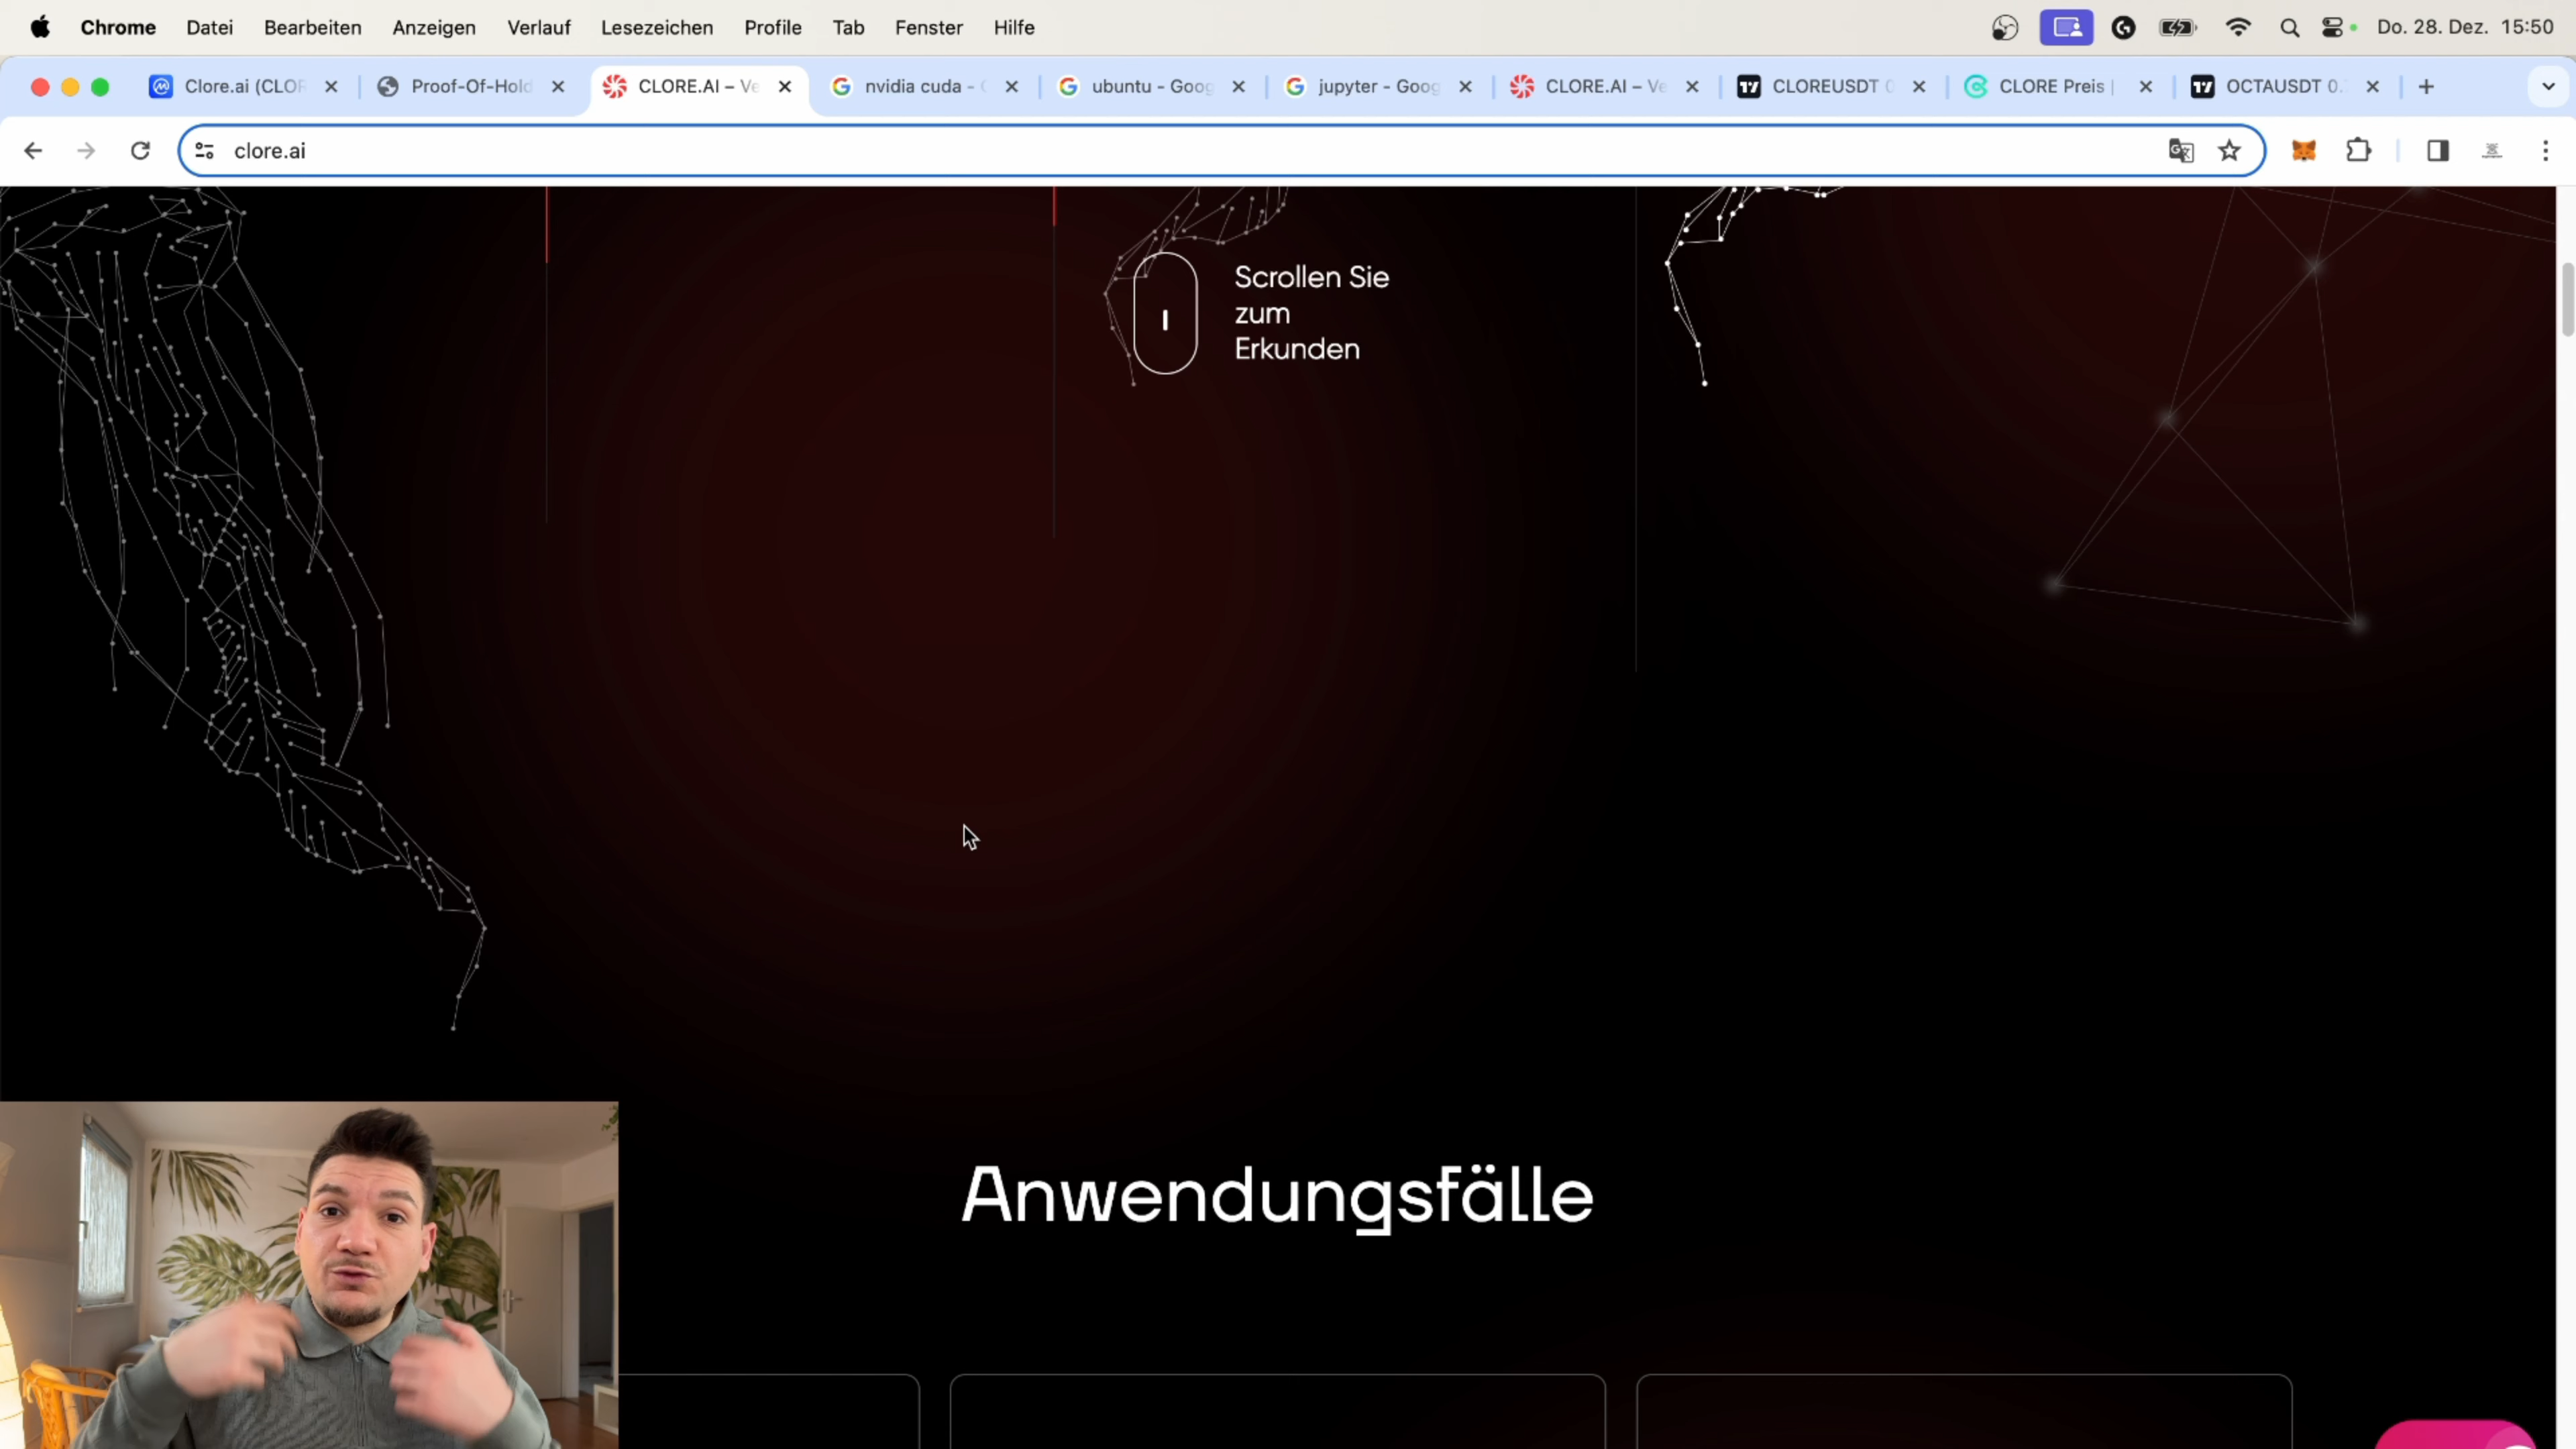 Chrome Datei Bearbeiten Anzeigen Verlauf Lesezeichen Profile Tab Fenster Hilfe Do. 28. Dez. 15:50
Clore.ai (CLOR Proof-Of-Hold CLORE.AI – Ve nvidia cuda - ubuntu - Goog jupyter - Goog CLORE.AI – Ve CLOREUSDT CLORE Preis | OCTAUSDT 0.
clore.ai
Scrollen Sie
zum
Erkunden
Anwendungsfälle